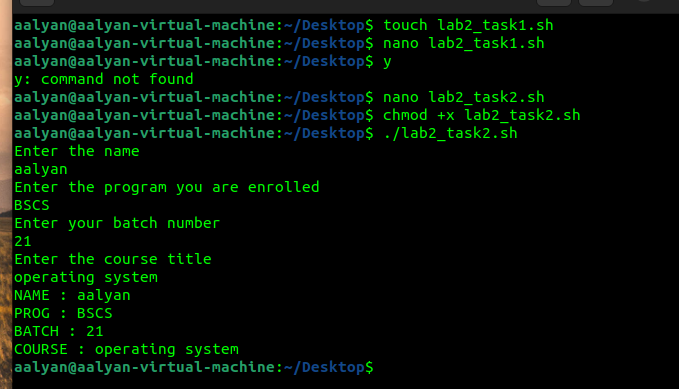 aalyan@aalyan-virtual-machine:~/Desktop$ touch lab2_task1.sh
aalyan@aalyan-virtual-machine:~/Desktop$ nano lab2_task1.sh
aalyan@aalyan-virtual-machine:~/Desktop$ y
y: command not found
aalyan@aalyan-virtual-machine:~/Desktop$ nano lab2_task2.sh
aalyan@aalyan-virtual-machine:~/Desktop$ chmod +x lab2_task2.sh
aalyan@aalyan-virtual-machine:~/Desktop$ ./lab2_task2.sh
Enter the name
aalyan
Enter the program you are enrolled
BSCS
Enter your batch number
21
Enter the course title
operating system
NAME : aalyan
PROG : BSCS
BATCH : 21
COURSE : operating system
aalyan@aalyan-virtual-machine:~/Desktop$